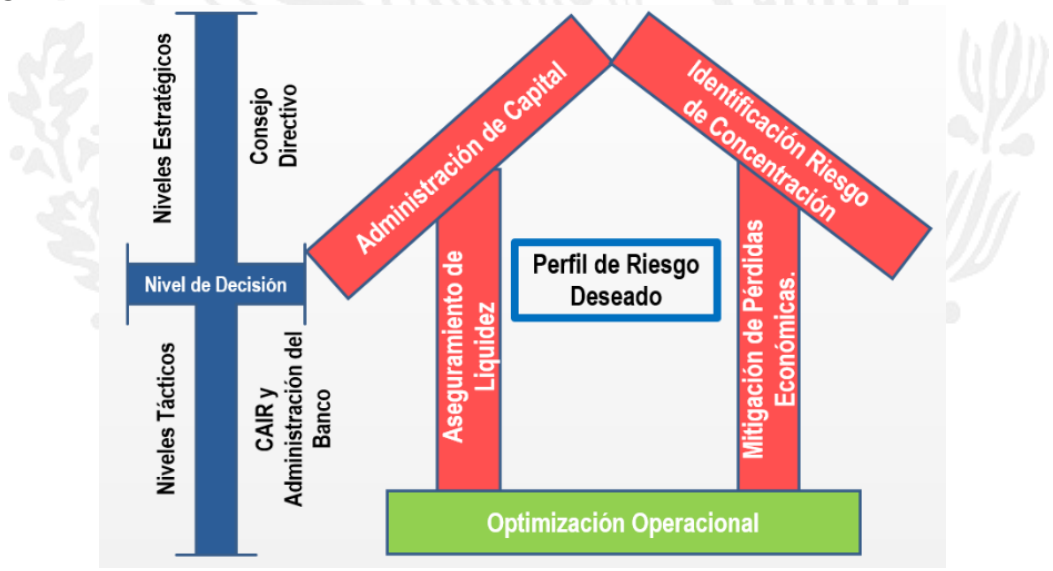 Niveles Estratégicos
Consejo
Directivo
Nivel de Decisión
Niveles Tácticos
CAIR y
Administración del
Banco
Administración de Capital
Identificación Riesgo
de Concentración
Aseguramiento de
Liquidez
Perfil de Riesgo
Deseado
Mitigación de Pérdidas
Económicas.
Optimización Operacional